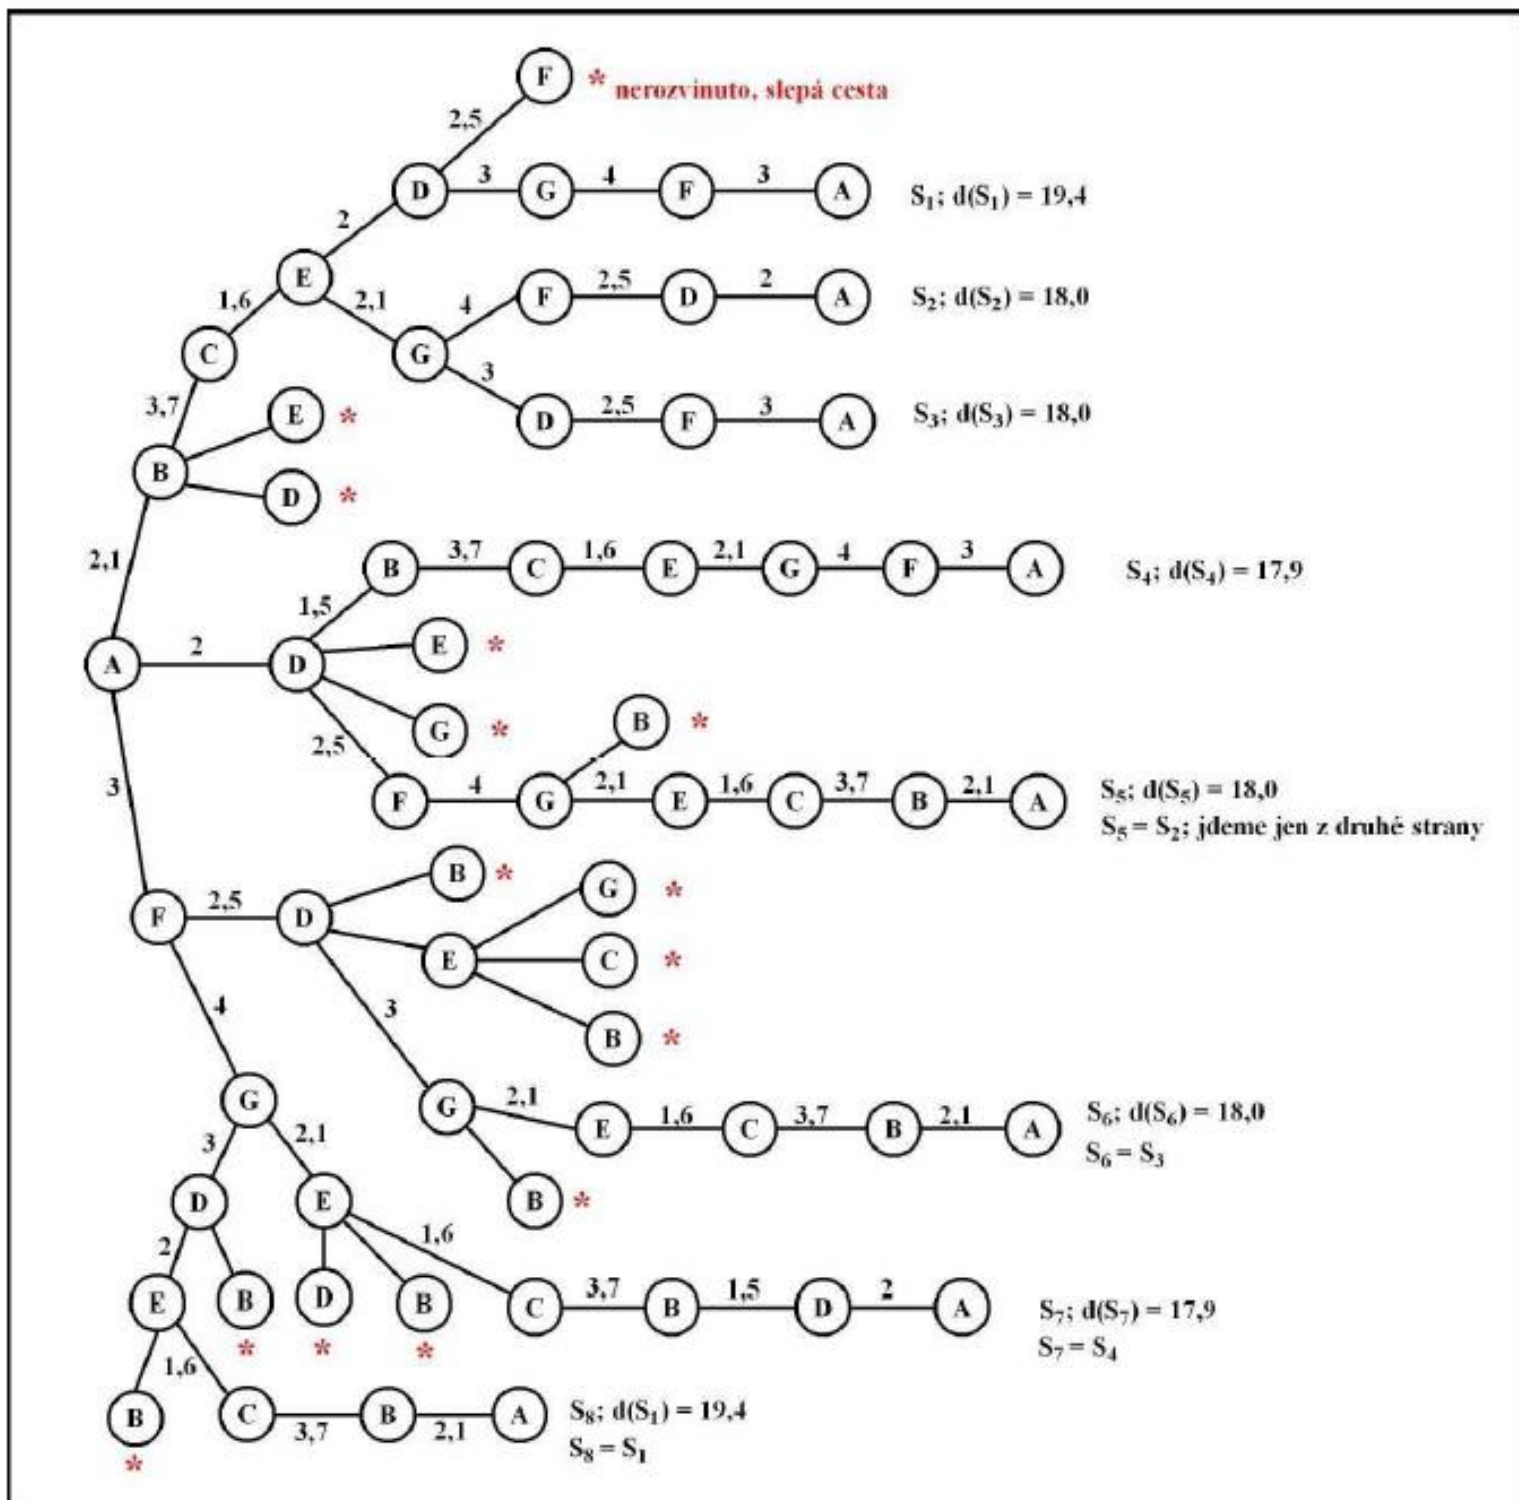 F * nerozvinuto, slepá cesta
2,5
D 3 G 4 F 3 A S₁; d(S₁) = 19,4
2
E
1,6 2,1 4 F 2,5 D 2 A S₂; d(S₂) = 18,0
C G
3
3,7 E * D 2,5 F 3 A S₃; d(S₃) = 18,0
B
D *
2,1 B 3,7 C 1,6 E 2,1 G 4 F 3 A S₄; d(S₄) = 17,9
1,5
E *
A 2 D
G * B *
2,5
3 F 4 G 2,1 E 1,6 C 3,7 B 2,1 A S₅; d(S₅) = 18,0
S₅ = S₂; jdeme jen z druhé strany
B * G *
F 2,5 D
E C *
4 3
B *
G G 2,1 E 1,6 C 3,7 B 2,1 A S₆; d(S₆) = 18,0
3 2,1 S₆ = S₃
D E B *
2 1,6
E B D B C 3,7 B 1,5 D 2 A S₇; d(S₇) = 17,9
* * * S₇ = S₄
1,6
B C 3,7 B 2,1 A S₈; d(S₁) = 19,4
* S₈ = S₁